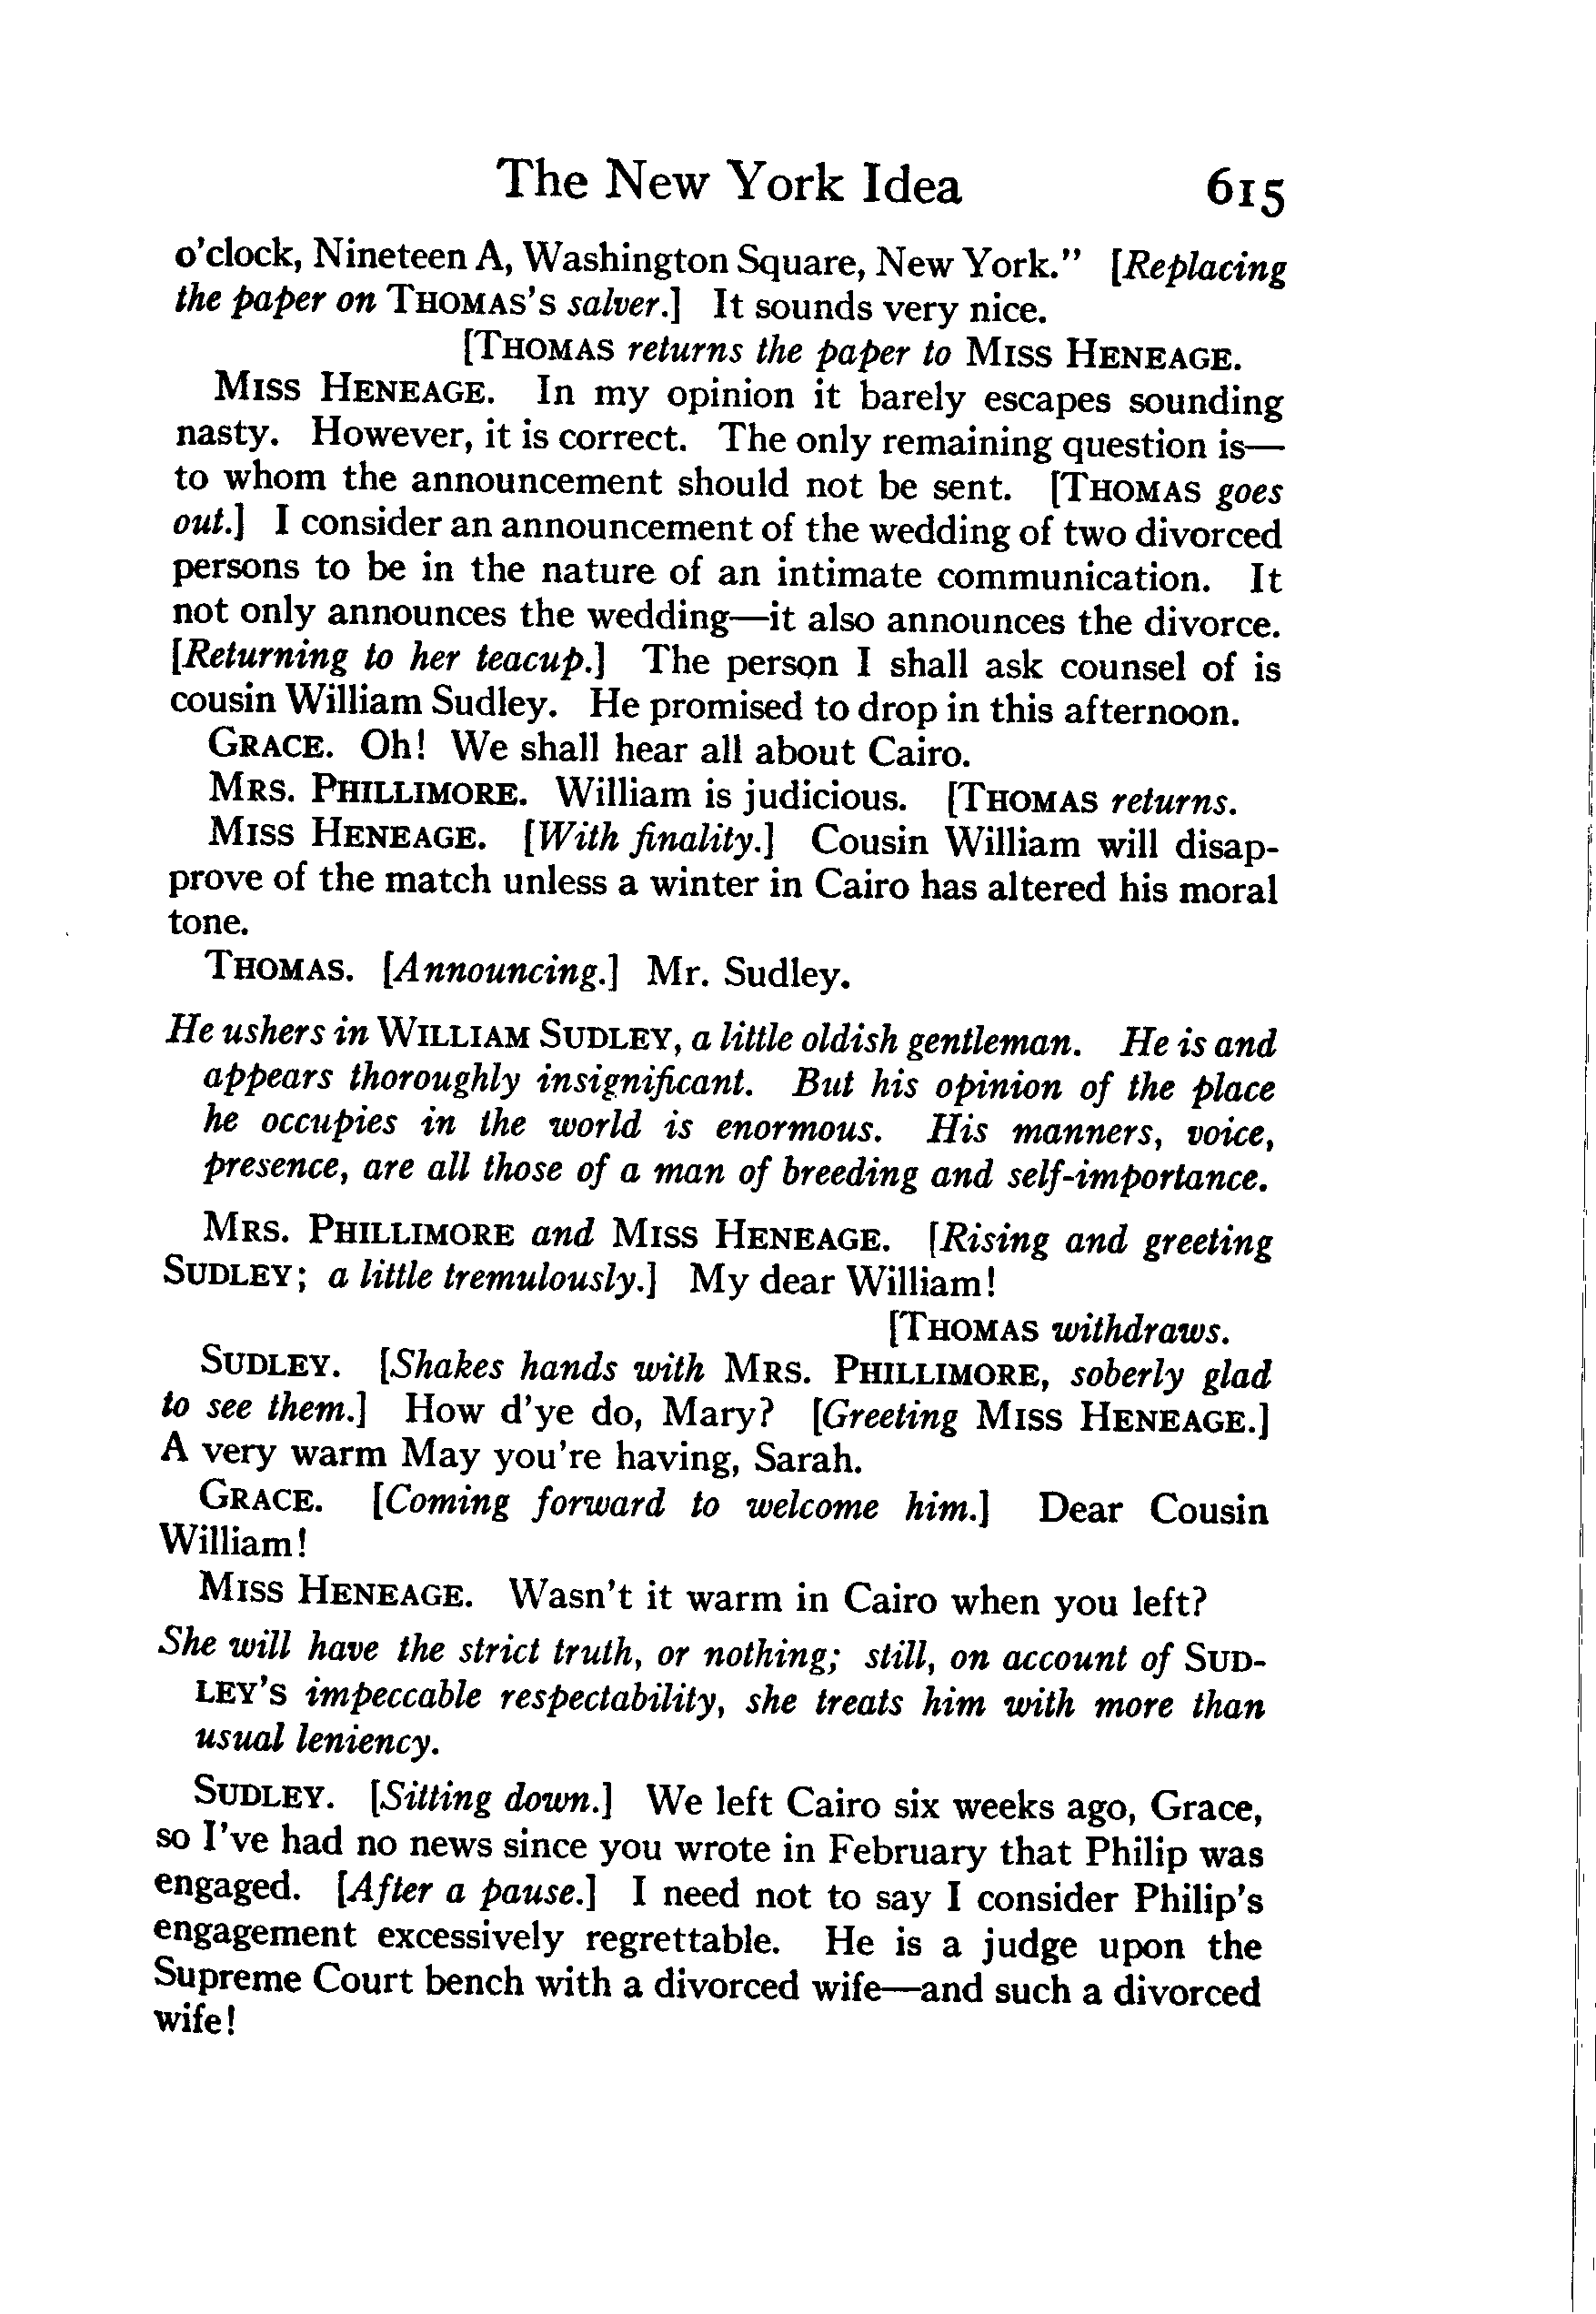 The New York Idea 615
o'clock, Nineteen A, Washington Square, New York." [Replacing
the paper on THOMAS'S salver.] It sounds very nice.
[THOMAS returns the paper to MISS HENEAGE.
MISS HENEAGE. In my opinion it barely escapes sounding
nasty. However, it is correct. The only remaining question is—
to whom the announcement should not be sent. [THOMAS goes
out.] I consider an announcement of the wedding of two divorced
persons to be in the nature of an intimate communication. It
not only announces the wedding—it also announces the divorce.
[Returning to her teacup.] The person I shall ask counsel of is
cousin William Sudley. He promised to drop in this afternoon.
GRACE. Oh! We shall hear all about Cairo.
MRS. PHILLIMORE. William is judicious. [THOMAS returns.
MISS HENEAGE. [With finality.] Cousin William will disap-
prove of the match unless a winter in Cairo has altered his moral
tone.
THOMAS. [Announcing.] Mr. Sudley.
He ushers in WILLIAM SUDLEY, a little oldish gentleman. He is and
appears thoroughly insignificant. But his opinion of the place
he occupies in the world is enormous. His manners, voice,
presence, are all those of a man of breeding and self-importance.
MRS. PHILLIMORE and MISS HENEAGE. [Rising and greeting
SUDLEY; a little tremulously.] My dear William!
[THOMAS withdraws.
SUDLEY. [Shakes hands with MRS. PHILLIMORE, soberly glad
to see them.] How d'ye do, Mary? [Greeting MISS HENEAGE.]
A very warm May you're having, Sarah.
GRACE. [Coming forward to welcome him.] Dear Cousin
William!
MISS HENEAGE. Wasn't it warm in Cairo when you left?
She will have the strict truth, or nothing; still, on account of SUD-
LEY'S impeccable respectability, she treats him with more than
usual leniency.
SUDLEY. [Sitting down.] We left Cairo six weeks ago, Grace,
so I've had no news since you wrote in February that Philip was
engaged. [After a pause.] I need not to say I consider Philip's
engagement excessively regrettable. He is a judge upon the
Supreme Court bench with a divorced wife—and such a divorced
wife!